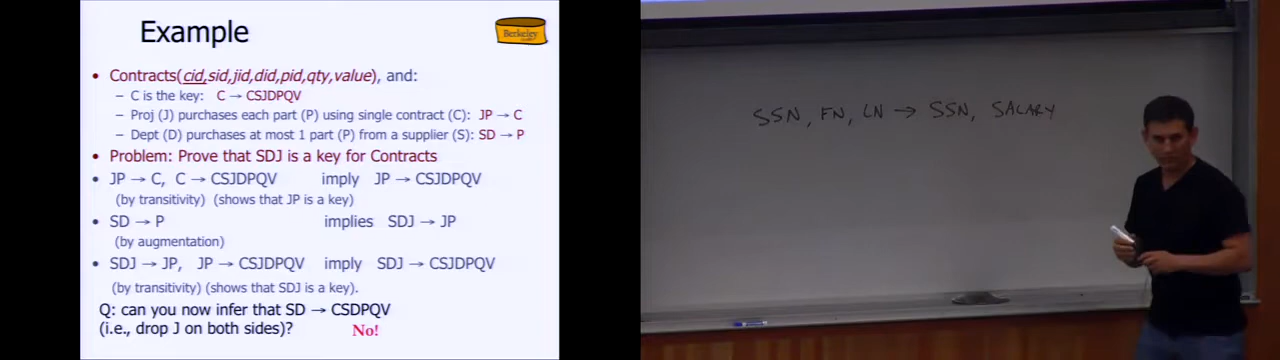 Example
Berkeley
• Contracts(cid,sid,jid,did,pid,qty,value), and:
– C is the key: C → CSJDPQV
– Proj (J) purchases each part (P) using single contract (C): JP → C
– Dept (D) purchases at most 1 part (P) from a supplier (S): SD → P
• Problem: Prove that SDJ is a key for Contracts
• JP → C, C → CSJDPQV imply JP → CSJDPQV
(by transitivity) (shows that JP is a key)
• SD → P implies SDJ → JP
(by augmentation)
• SDJ → JP, JP → CSJDPQV imply SDJ → CSJDPQV
(by transitivity) (shows that SDJ is a key).
Q: can you now infer that SD → CSDPQV
(i.e., drop J on both sides)? No!
SSN, FN, LN → SSN, SALARY